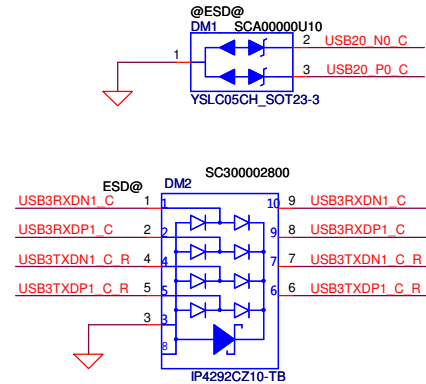 @ESD@
DM1 SCA00000U10
1 2 USB20_N0_C
3 USB20_P0_C
YSLC05CH_SOT23-3
SC300002800
ESD@ DM2
USB3RXDN1_C 1 1 10 9 USB3RXDN1_C
USB3RXDP1_C 2 2 9 8 USB3RXDP1_C
USB3TXDN1_C_R 4 4 7 7 USB3TXDN1_C_R
USB3TXDP1_C_R 5 5 6 6 USB3TXDP1_C_R
3 3
8
IP4292CZ10-TB